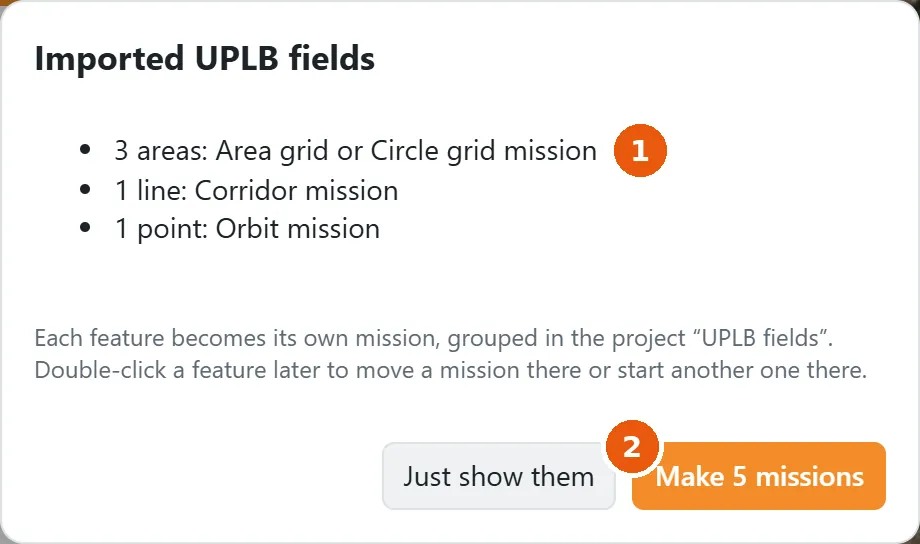 Imported UPLB fields
• 3 areas: Area grid or Circle grid mission 1
• 1 line: Corridor mission
• 1 point: Orbit mission
Each feature becomes its own mission, grouped in the project “UPLB fields”.
Double-click a feature later to move a mission there or start another one there.
2
Just show them Make 5 missions